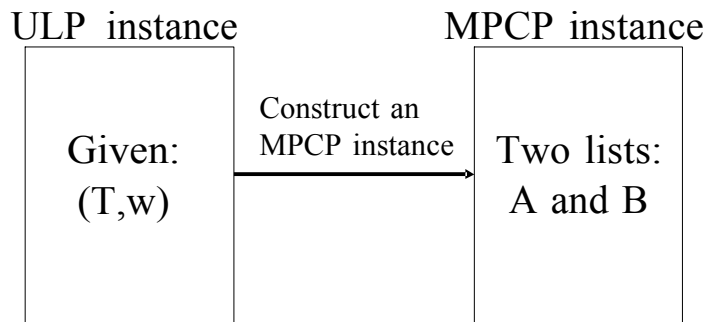 ULP instance
MPCP instance
Construct an
MPCP instance
Given:
(T,w)
Two lists:
A and B